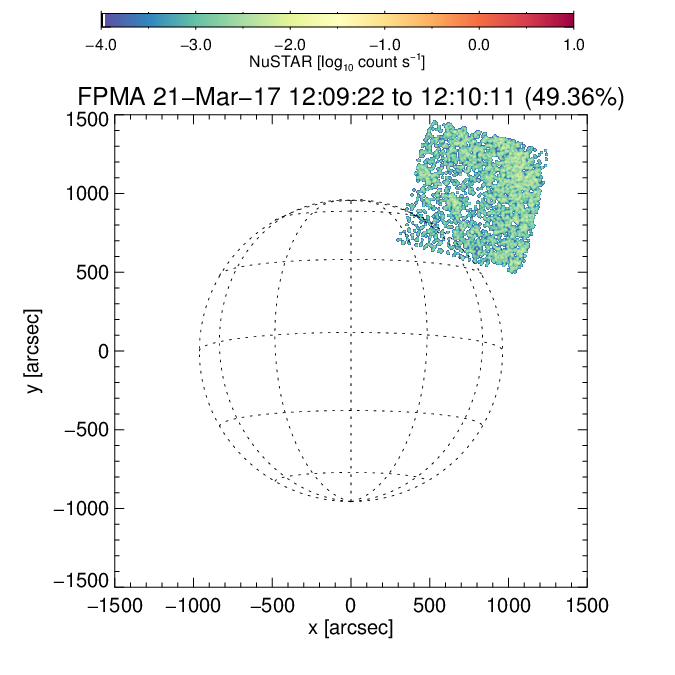 −4.0 −3.0 −2.0 −1.0 0.0 1.0
NuSTAR [log₁₀ count s⁻¹]
FPMA 21−Mar−17 12:09:22 to 12:10:11 (49.36%)
1500
1000
500
0
−500
−1000
−1500
y [arcsec]
−1500 −1000 −500 0 500 1000 1500
x [arcsec]